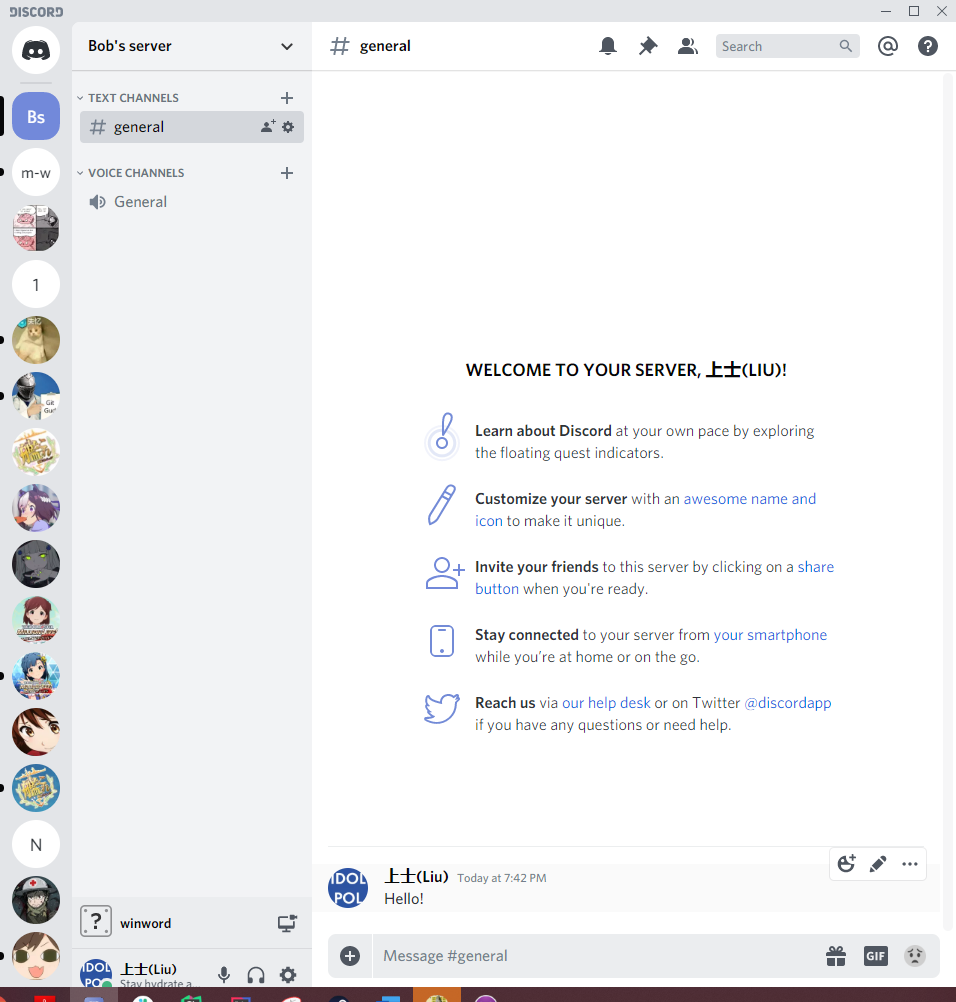 DISCORD
Bs
m-w
1
Git
N
Bob's server
TEXT CHANNELS
general
VOICE CHANNELS
General
?
winword
IDOL
上士(Liu)
Stay hydrate a
general
Search
WELCOME TO YOUR SERVER, 上士(LIU)!
Learn about Discord at your own pace by exploring
the floating quest indicators.
Customize your server with an awesome name and
icon to make it unique.
Invite your friends to this server by clicking on a share
button when you're ready.
Stay connected to your server from your smartphone
while you're at home or on the go.
Reach us via our help desk or on Twitter @discordapp
if you have any questions or need help.
IDOL
POL
上士(Liu) Today at 7:42 PM
Hello!
Message #general
GIF